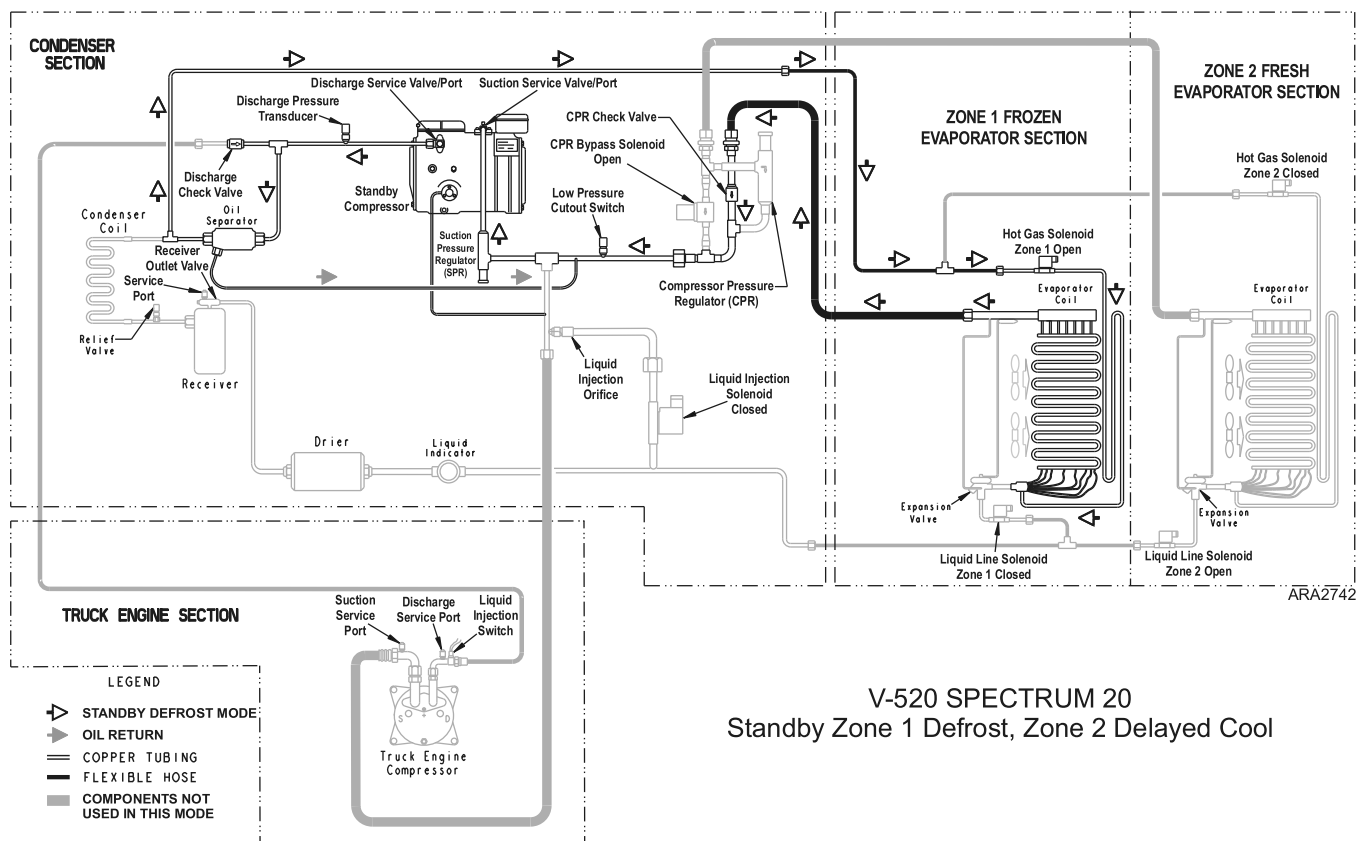 CONDENSER
SECTION
Discharge Pressure
Transducer
Discharge Service Valve/Port
Suction Service Valve/Port
CPR Check Valve
CPR Bypass Solenoid
Open
Low Pressure
Cutout Switch
Discharge
Check Valve
Standby
Compressor
Condenser
Coil
Oil
Separator
Receiver
Outlet Valve
Service
Port
Suction
Pressure
Regulator
(SPR)
Compressor Pressure
Regulator (CPR)
Relief
Valve
Receiver
Liquid
Injection
Orifice
Liquid Injection
Solenoid
Closed
Drier
Liquid
Indicator
ZONE 1 FROZEN
EVAPORATOR SECTION
Hot Gas Solenoid
Zone 1 Open
Evaporator
Coil
Expansion
Valve
Liquid Line Solenoid
Zone 1 Closed
ZONE 2 FRESH
EVAPORATOR SECTION
Hot Gas Solenoid
Zone 2 Closed
Evaporator
Coil
Expansion
Valve
Liquid Line Solenoid
Zone 2 Open
ARA2742
TRUCK ENGINE SECTION
Suction
Service
Port
Discharge
Service Port
Liquid
Injection
Switch
S
D
Truck Engine
Compressor
LEGEND
STANDBY DEFROST MODE
OIL RETURN
COPPER TUBING
FLEXIBLE HOSE
COMPONENTS NOT
USED IN THIS MODE
V-520 SPECTRUM 20
Standby Zone 1 Defrost, Zone 2 Delayed Cool